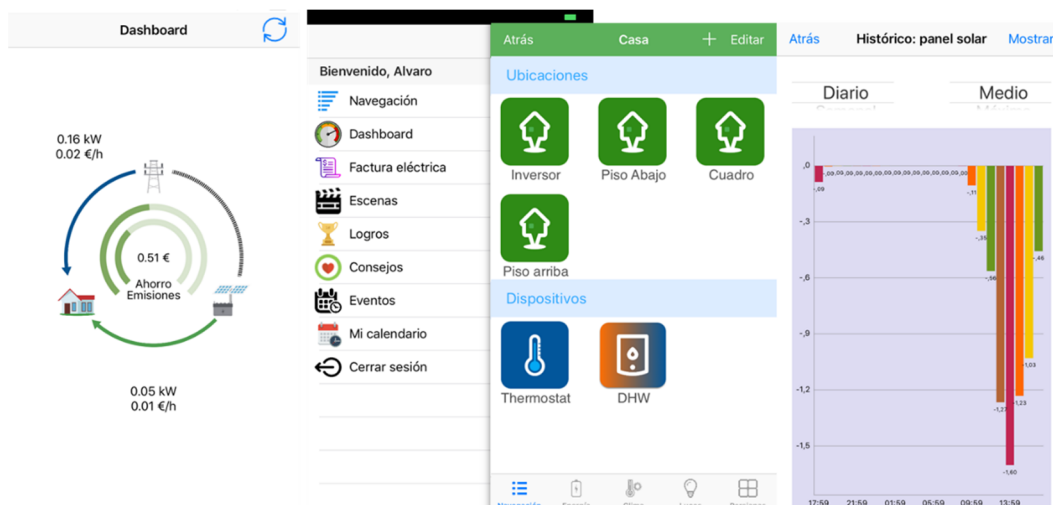 Dashboard
0.16 kW
0.02 €/h
0.51 €
Ahorro
Emisiones
0.05 kW
0.01 €/h
Bienvenido, Alvaro
Navegación
Dashboard
Factura eléctrica
Escenas
Logros
Consejos
Eventos
Mi calendario
Cerrar sesión
Atrás Casa + Editar
Ubicaciones
Inversor Piso Abajo Cuadro
Piso arriba
Dispositivos
Thermostat DHW
Atrás Histórico: panel solar Mostrar
Diario Medio
,0
-,3
-,6
-,9
-1,2
-1,5
-,09
-,11
-,35
-,56
-1,27
-1,60
-1,23
-1,03
-,46
17:59 21:59 01:59 05:59 09:59 13:59